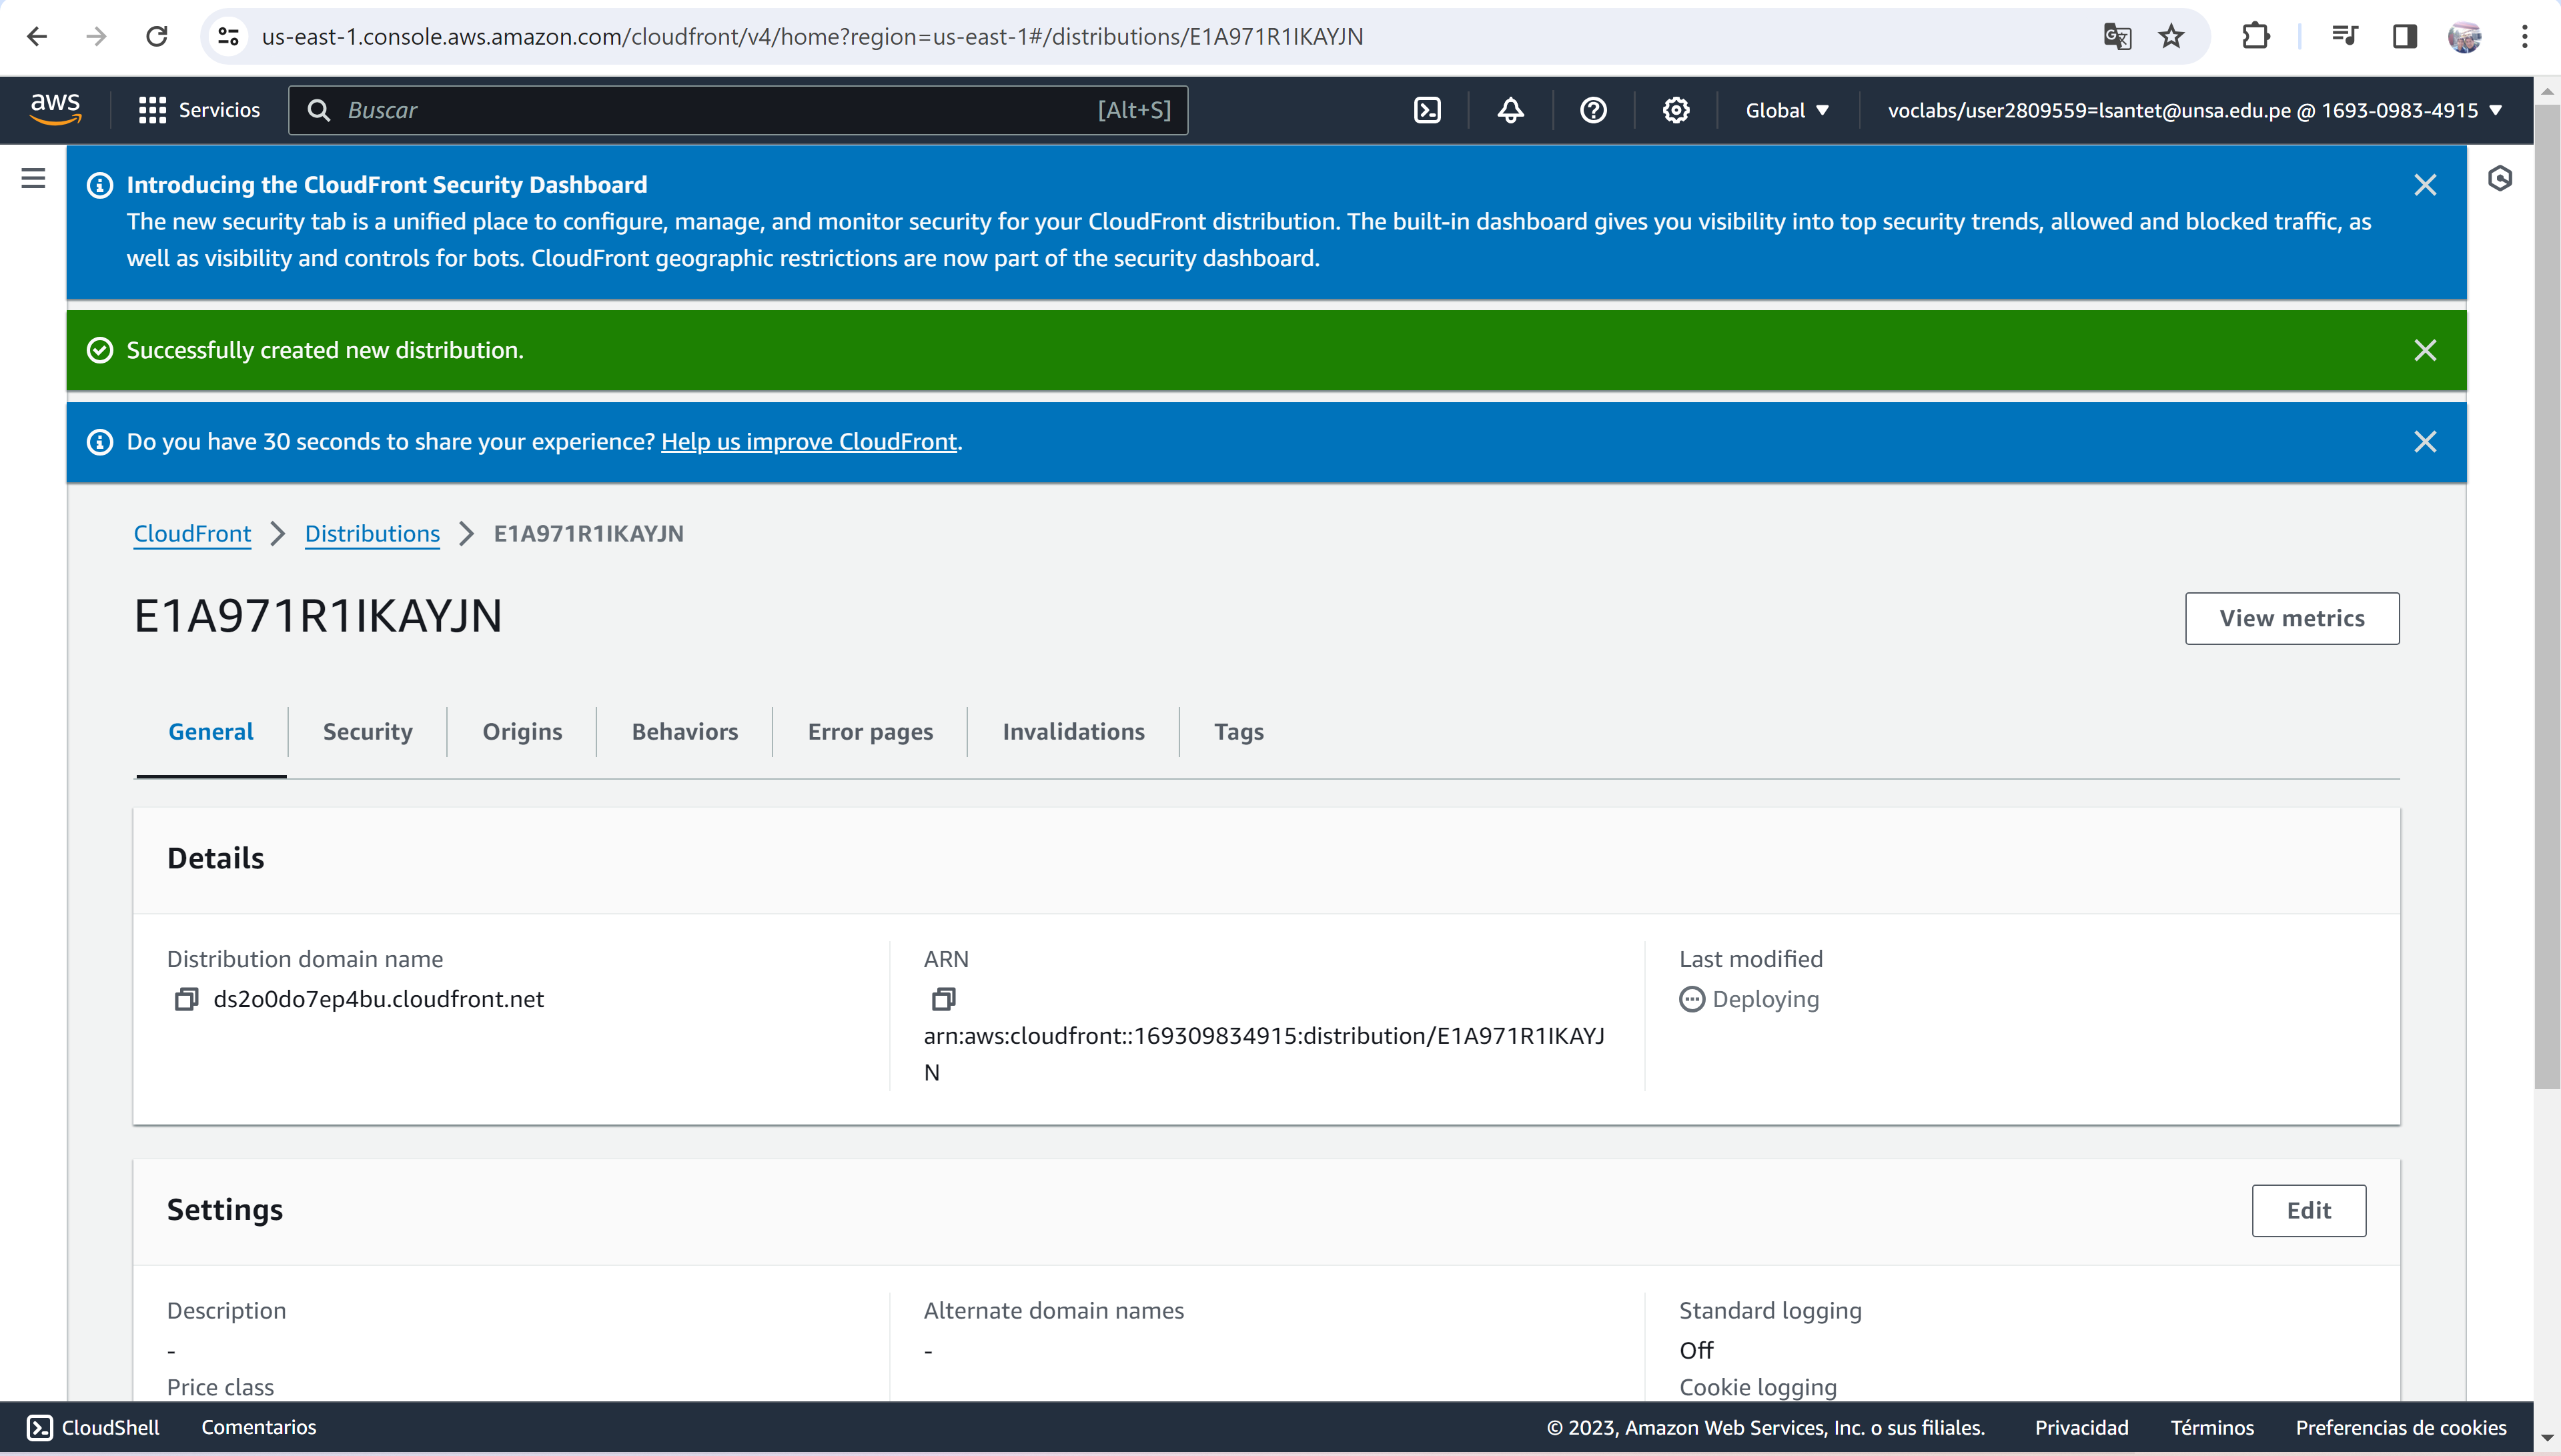 us-east-1.console.aws.amazon.com/cloudfront/v4/home?region=us-east-1#/distributions/E1A971R1IKAYJN
aws
Servicios
Buscar
[Alt+S]
Global
voclabs/user2809559=lsantet@unsa.edu.pe @ 1693-0983-4915
Introducing the CloudFront Security Dashboard
The new security tab is a unified place to configure, manage, and monitor security for your CloudFront distribution. The built-in dashboard gives you visibility into top security trends, allowed and blocked traffic, as
well as visibility and controls for bots. CloudFront geographic restrictions are now part of the security dashboard.
Successfully created new distribution.
Do you have 30 seconds to share your experience? Help us improve CloudFront.
CloudFront
Distributions
E1A971R1IKAYJN
E1A971R1IKAYJN
View metrics
General
Security
Origins
Behaviors
Error pages
Invalidations
Tags
Details
Distribution domain name
ds2o0do7ep4bu.cloudfront.net
ARN
arn:aws:cloudfront::169309834915:distribution/E1A971R1IKAYJ
N
Last modified
Deploying
Settings
Edit
Description
-
Price class
Alternate domain names
-
Standard logging
Off
Cookie logging
CloudShell
Comentarios
© 2023, Amazon Web Services, Inc. o sus filiales.
Privacidad
Términos
Preferencias de cookies